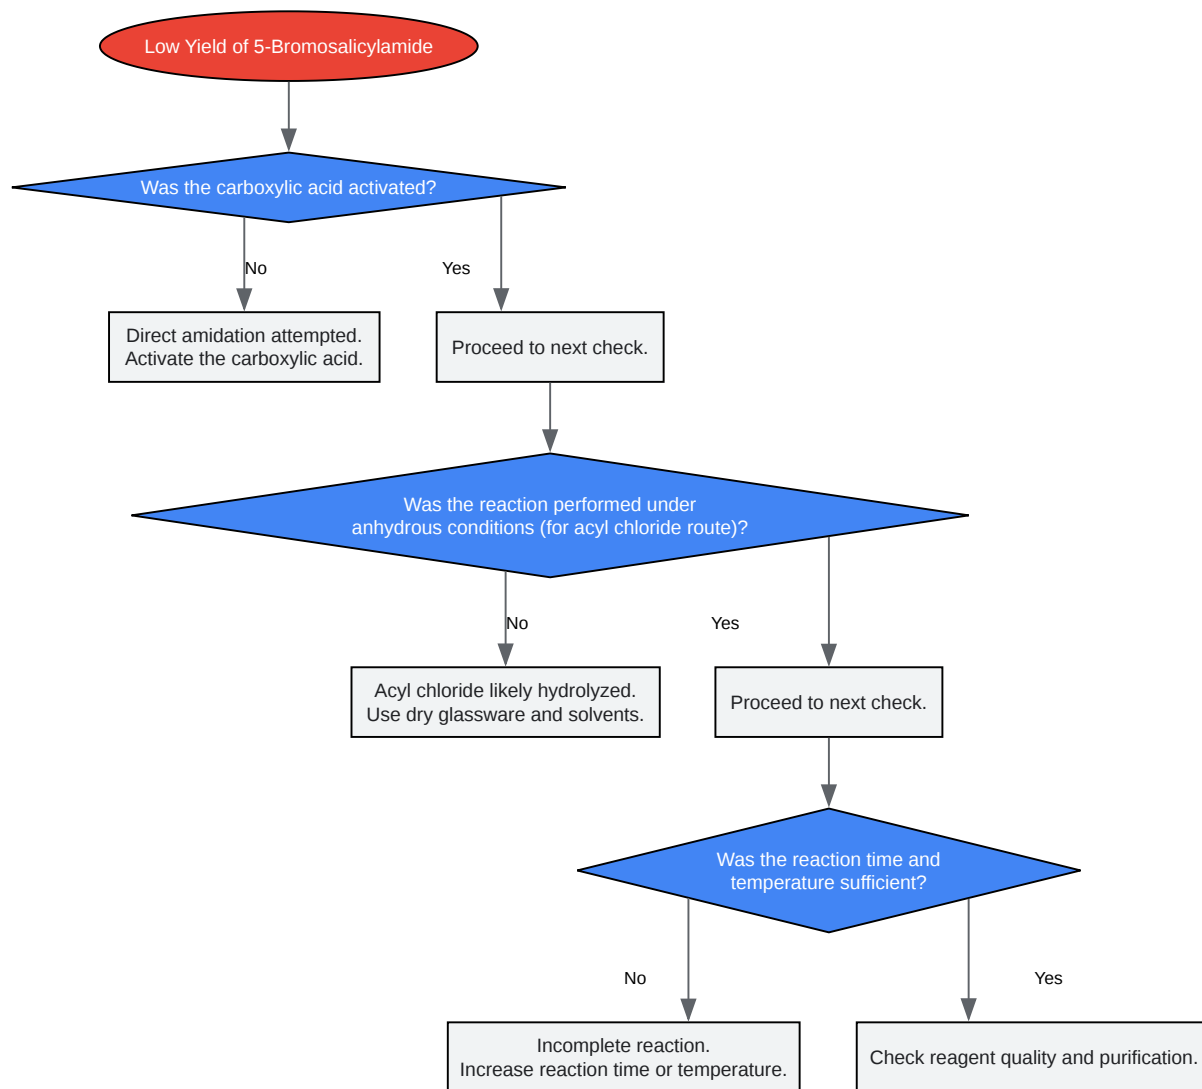 Low Yield of 5-Bromosalicylamide
Was the carboxylic acid activated?
No
Yes
Direct amidation attempted.
Activate the carboxylic acid.
Proceed to next check.
Was the reaction performed under
anhydrous conditions (for acyl chloride route)?
No
Yes
Acyl chloride likely hydrolyzed.
Use dry glassware and solvents.
Proceed to next check.
Was the reaction time and
temperature sufficient?
No
Yes
Incomplete reaction.
Increase reaction time or temperature.
Check reagent quality and purification.